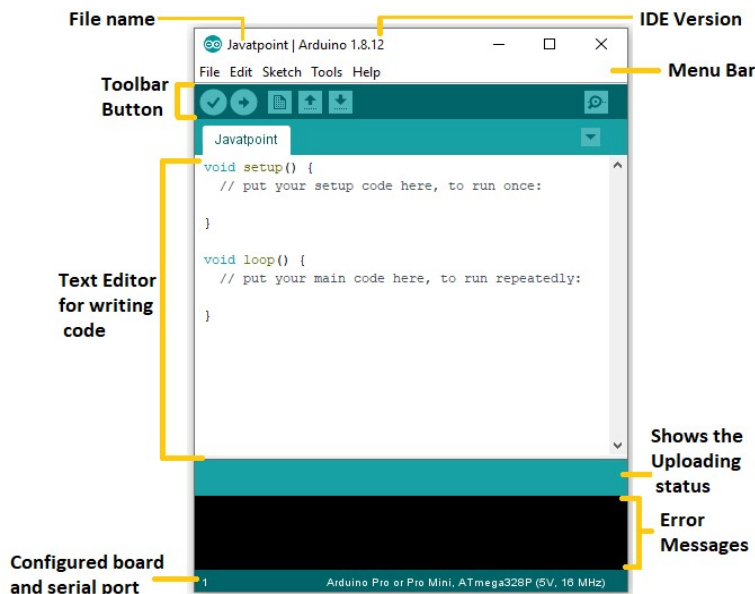 File name
IDE Version
Javatpoint | Arduino 1.8.12
File Edit Sketch Tools Help
Menu Bar
Toolbar
Button
Javatpoint
void setup() {
// put your setup code here, to run once:
}
void loop() {
// put your main code here, to run repeatedly:
}
Text Editor
for writing
code
Shows the
Uploading
status
Error
Messages
Configured board
and serial port
1
Arduino Pro or Pro Mini, ATmega328P (5V, 16 MHz)